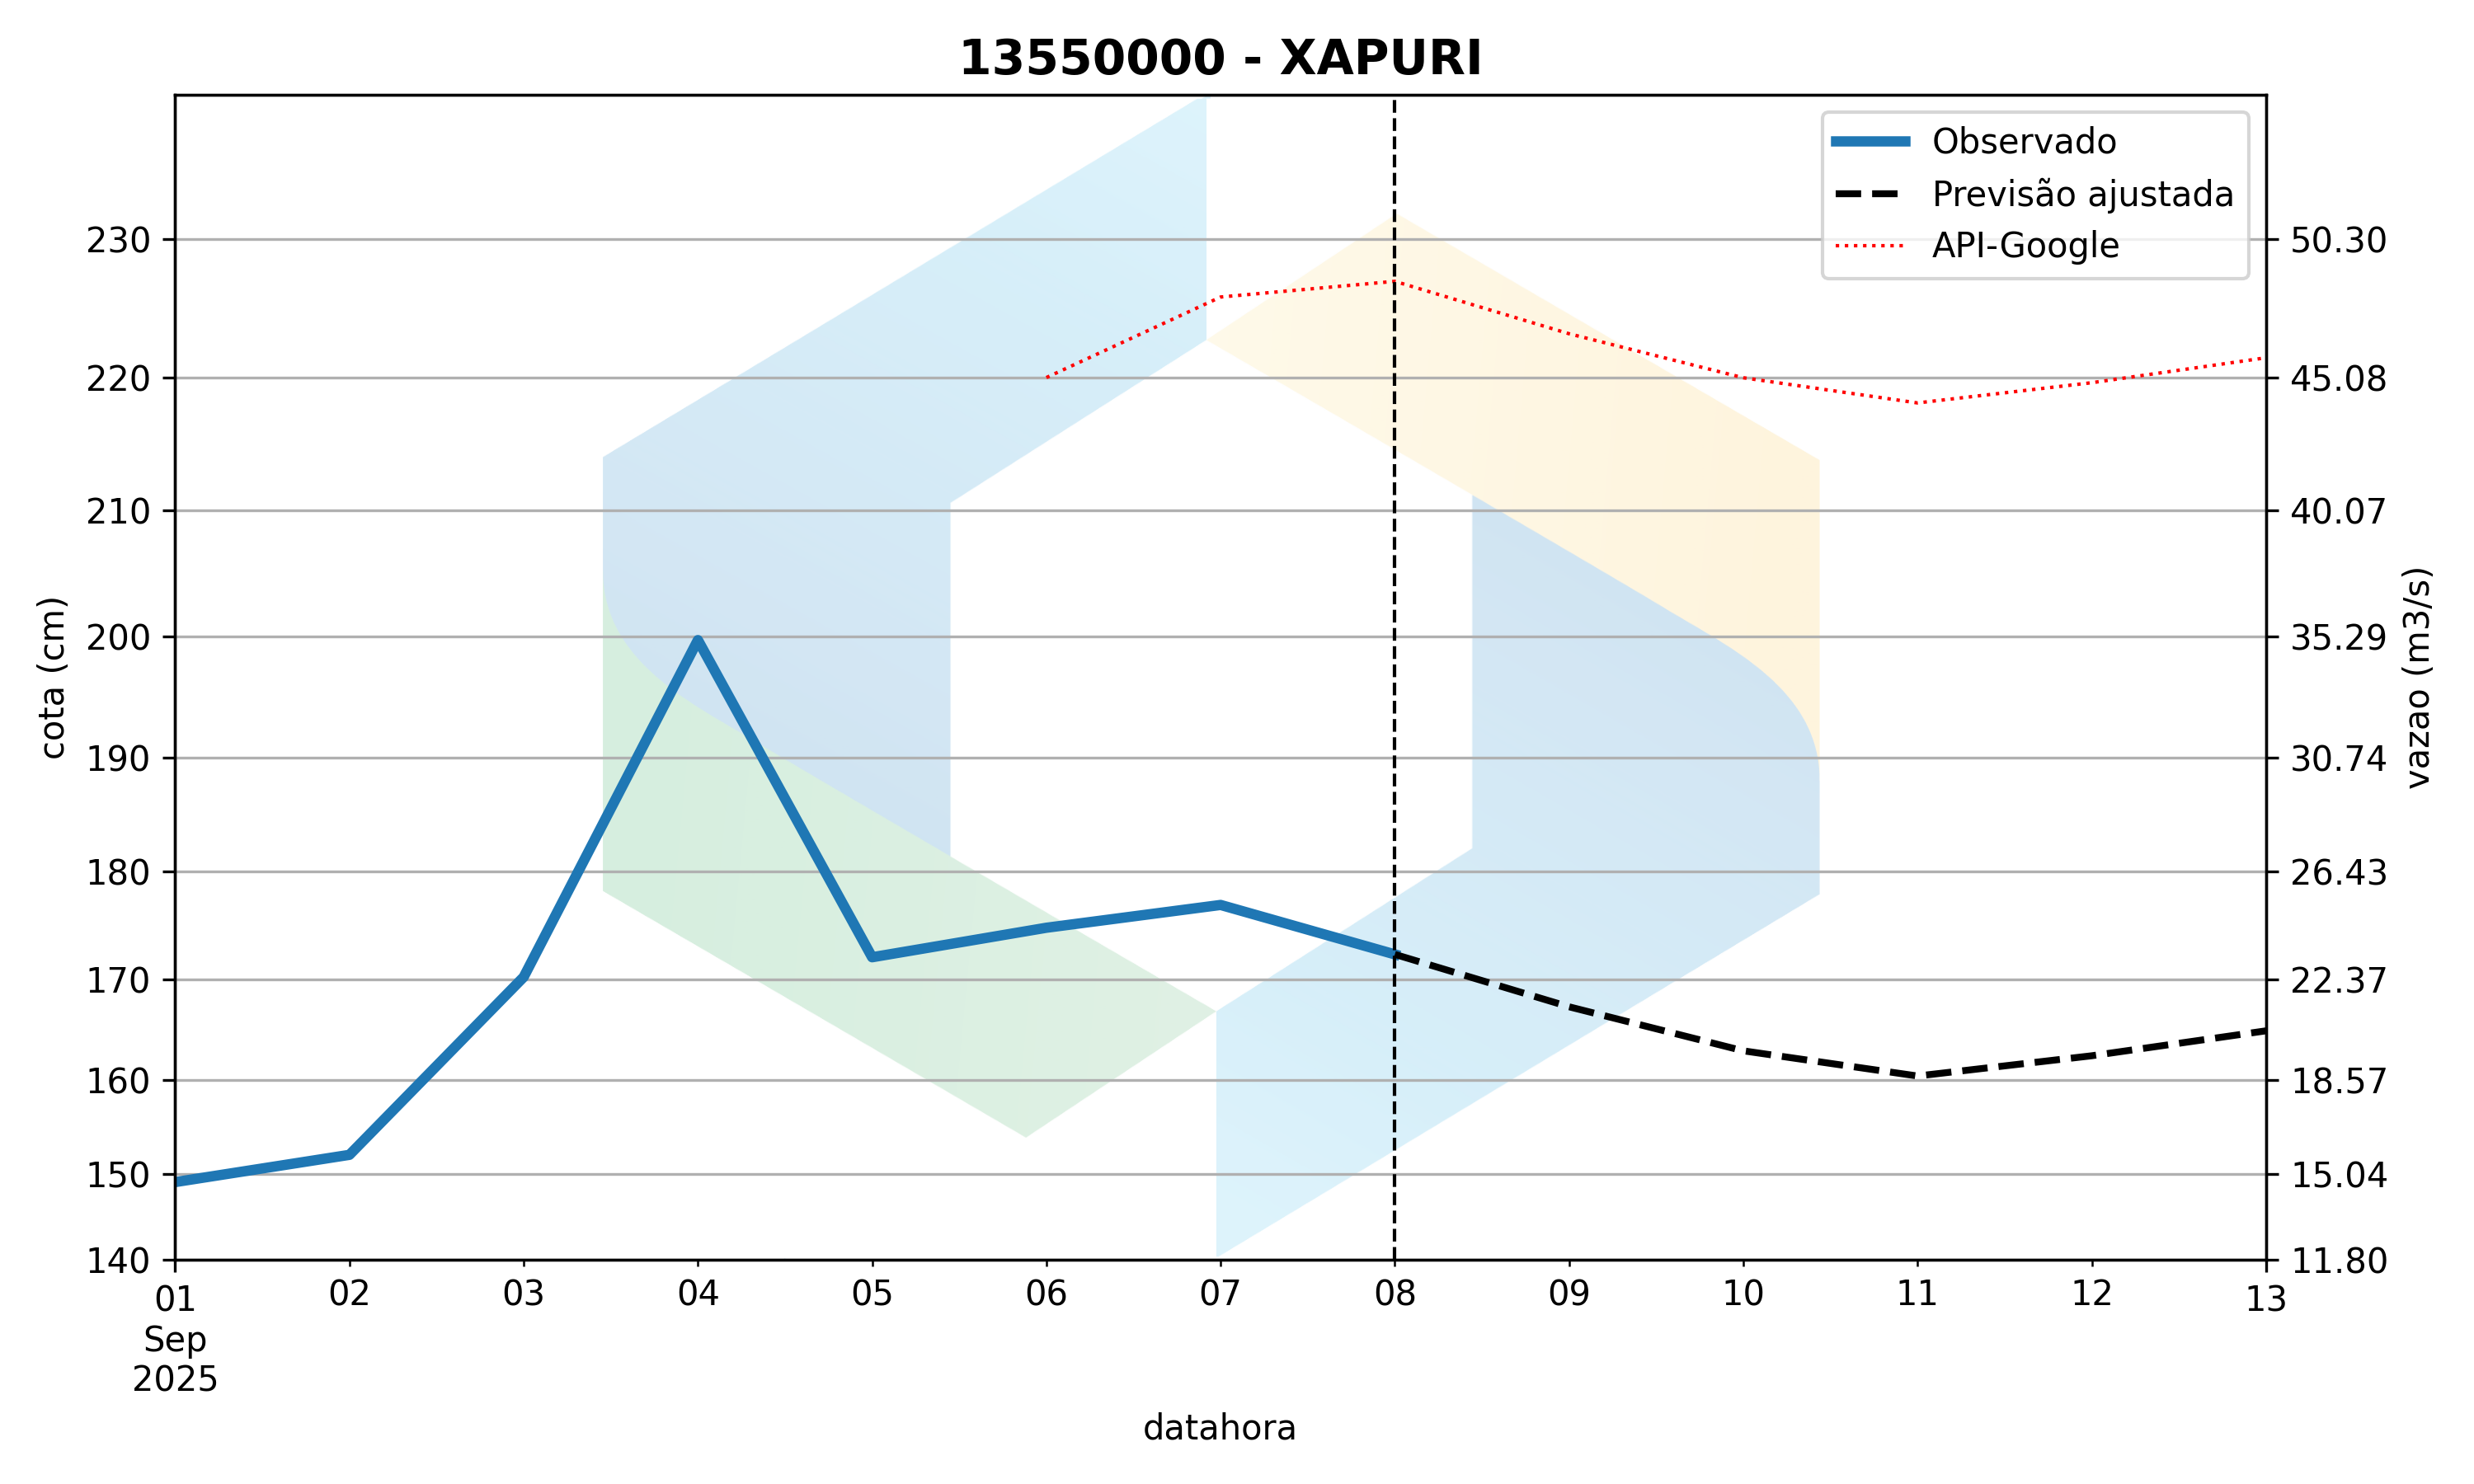 13550000 - XAPURI
Observado
Previsão ajustada
API-Google
cota (cm)
230
220
210
200
190
180
170
160
150
140
50.30
45.08
40.07
35.29
30.74
26.43
22.37
18.57
15.04
11.80
vazao (m3/s)
01 02 03 04 05 06 07 08 09 10 11 12 13
Sep
2025
datahora